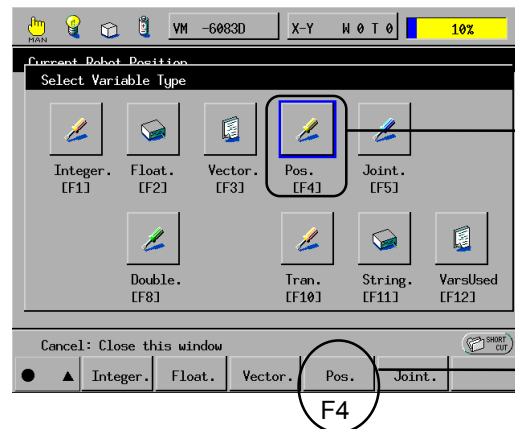 MAN
VM -6083D
X-Y W 0 T 0
10%
Current Robot Position
Select Variable Type
Integer. Float. Vector. Pos. Joint.
[F1] [F2] [F3] [F4] [F5]
Double. Tran. String. VarsUsed
[F8] [F10] [F11] [F12]
Cancel: Close this window
SHORT
CUT
Integer. Float. Vector. Pos. Joint.
F4